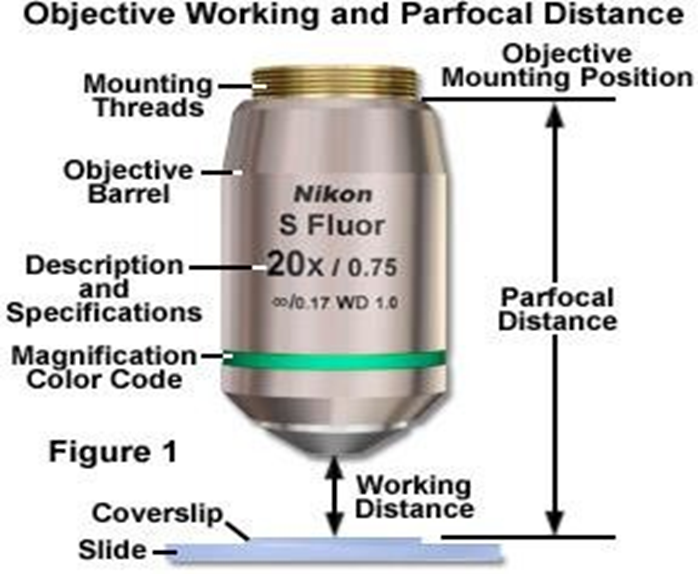 Objective Working and Parfocal Distance
Objective
Mounting Position
Mounting
Threads
Objective
Barrel
Nikon
S Fluor
20x / 0.75
∞/0.17 WD 1.0
Description
and
Specifications
Parfocal
Distance
Magnification
Color Code
Figure 1
Working
Distance
Coverslip
Slide